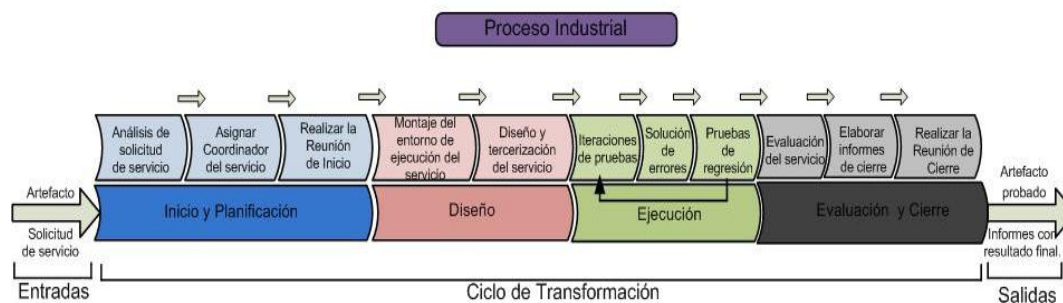 Proceso Industrial
Análisis de
solicitud
de servicio
Asignar
Coordinador
del servicio
Realizar la
Reunión
de Inicio
Montaje del
entorno de
ejecución del
servicio
Diseño y
tercerización
del servicio
Iteraciones
de pruebas
Solución
de
errores
Pruebas
de
regresión
Evaluación
del servicio
Elaborar
informes
de cierre
Realizar la
Reunión de
Cierre
Artefacto
Solicitud
de servicio
Inicio y Planificación
Diseño
Ejecución
Evaluación y Cierre
Artefacto
probado
Informes con
resultado final.
Entradas
Ciclo de Transformación
Salidas